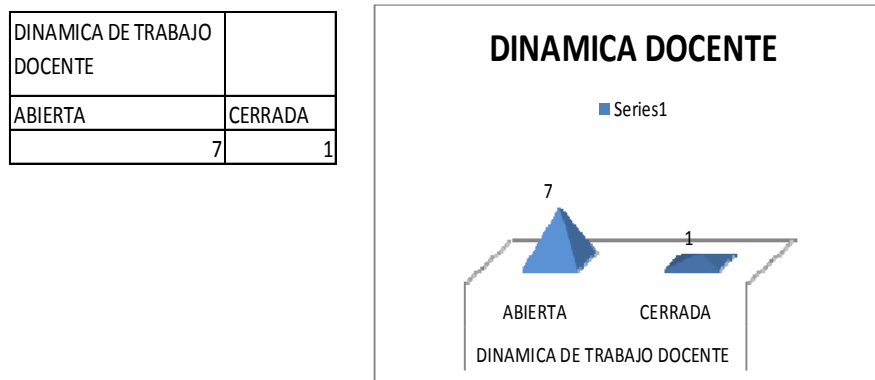 DINAMICA DE TRABAJO
DOCENTE
ABIERTA CERRADA
7 1
DINAMICA DOCENTE
Series1
7
1
ABIERTA CERRADA
DINAMICA DE TRABAJO DOCENTE